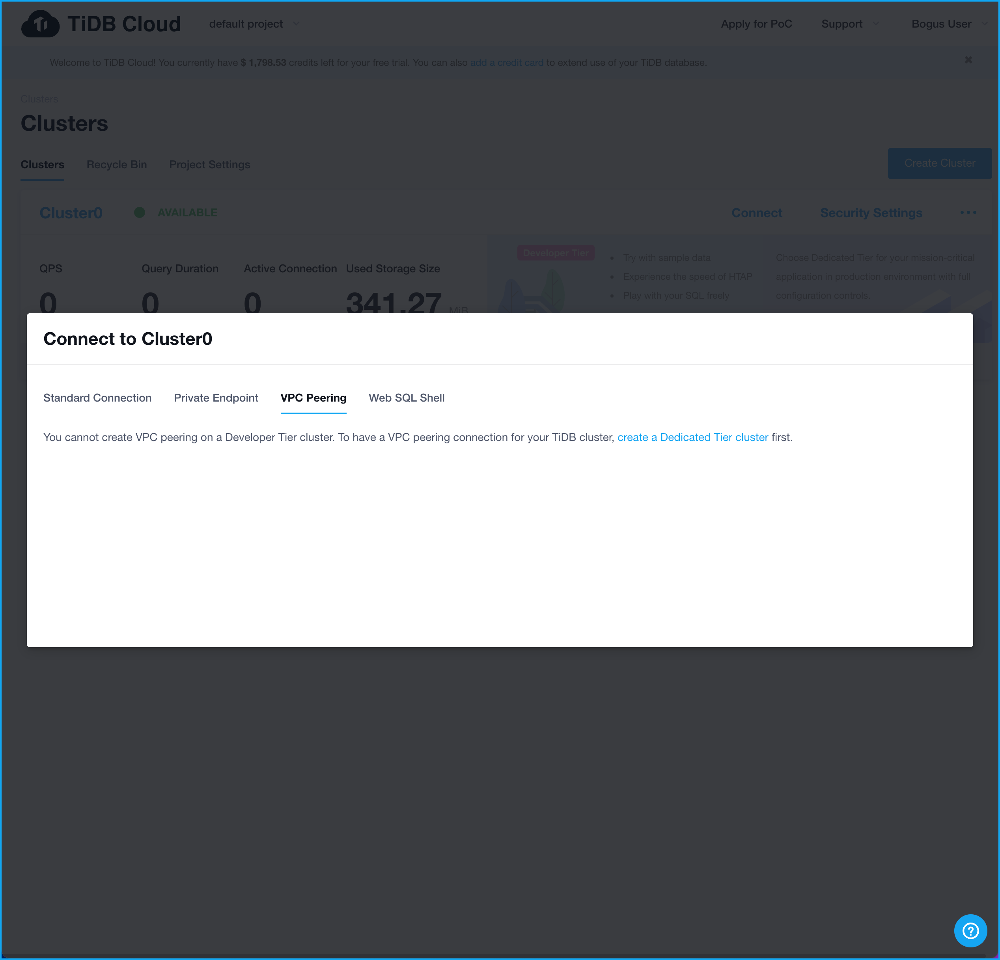 TiDB Cloud default project Apply for PoC Support Bogus User
Welcome to TiDB Cloud! You currently have $ 1,798.53 credits left for your free trial. You can also add a credit card to extend use of your TiDB database.
Clusters
Clusters
Clusters Recycle Bin Project Settings Create Cluster
Cluster0 AVAILABLE Connect Security Settings
QPS Query Duration Active Connection Used Storage Size
0 0 0 341.27 MiB
Developer Tier
Try with sample data
Experience the speed of HTAP
Play with your SQL freely
Choose Dedicated Tier for your mission-critical
application in production environment with full
configuration controls.
Connect to Cluster0
Standard Connection Private Endpoint VPC Peering Web SQL Shell
You cannot create VPC peering on a Developer Tier cluster. To have a VPC peering connection for your TiDB cluster, create a Dedicated Tier cluster first.
?